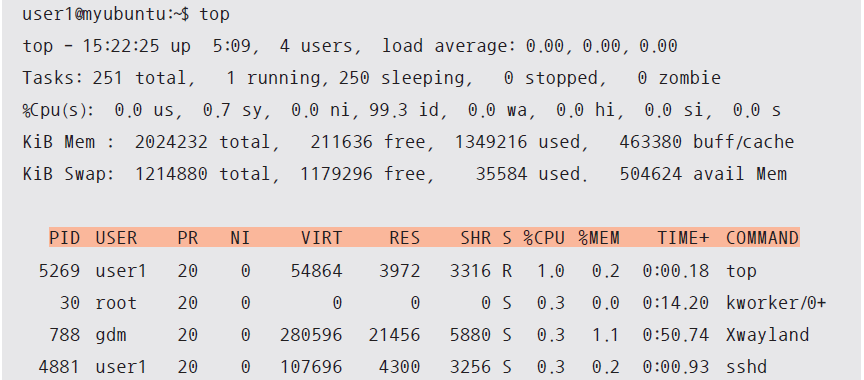 user1@myubuntu:~$ top
top - 15:22:25 up  5:09,  4 users,  load average: 0.00, 0.00, 0.00
Tasks: 251 total,   1 running, 250 sleeping,   0 stopped,   0 zombie
%Cpu(s):  0.0 us,  0.7 sy,  0.0 ni, 99.3 id,  0.0 wa,  0.0 hi,  0.0 si,  0.0 s
KiB Mem :  2024232 total,   211636 free,  1349216 used,   463380 buff/cache
KiB Swap:  1214880 total,  1179296 free,    35584 used.   504624 avail Mem
PID USER   PR   NI    VIRT    RES    SHR S %CPU %MEM   TIME+ COMMAND
5269 user1   20   0   54864   3972   3316 R   1.0   0.2   0:00.18 top
30 root   20   0   0   0   0 S   0.3   0.0   0:14.20 kworker/0+
788 gdm   20   0   280596   21456   5880 S   0.3   1.1   0:50.74 Xwayland
4881 user1   20   0   107696   4300   3256 S   0.3   0.2   0:00.93 sshd